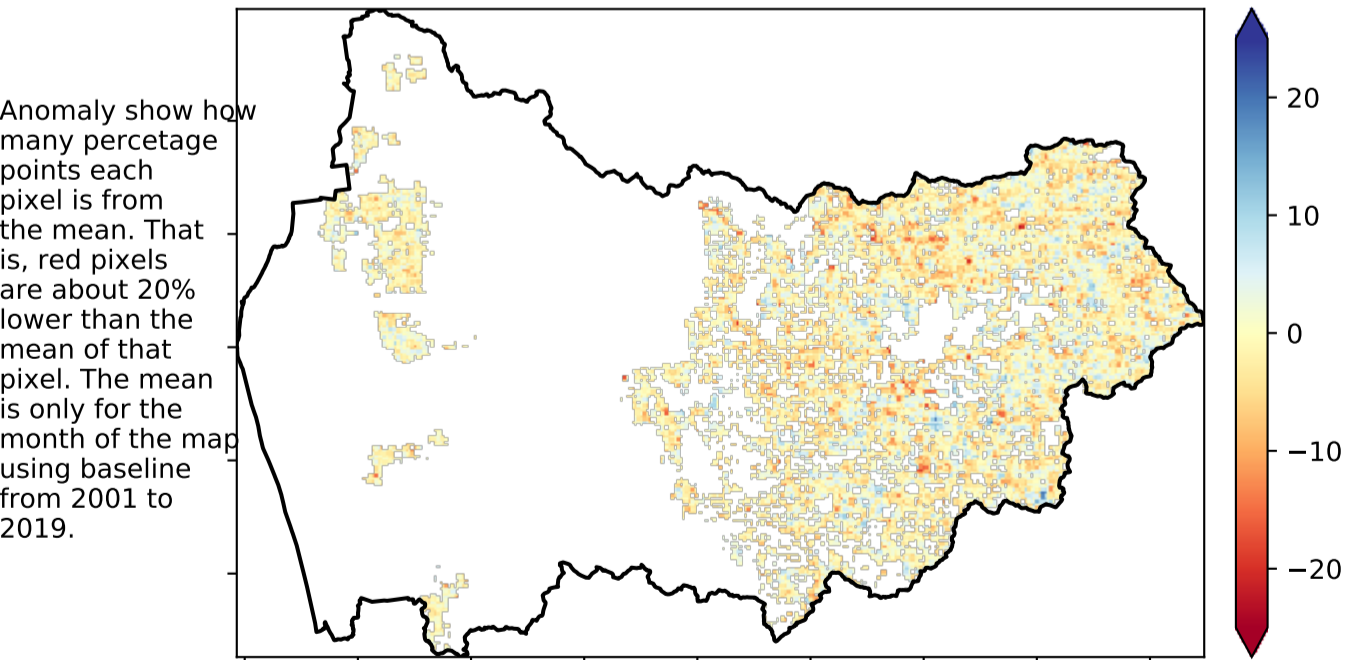 Anomaly show how
many percetage
points each
pixel is from
the mean. That
is, red pixels
are about 20%
lower than the
mean of that
pixel. The mean
is only for the
month of the map
using baseline
from 2001 to
2019.
20
10
0
−10
−20